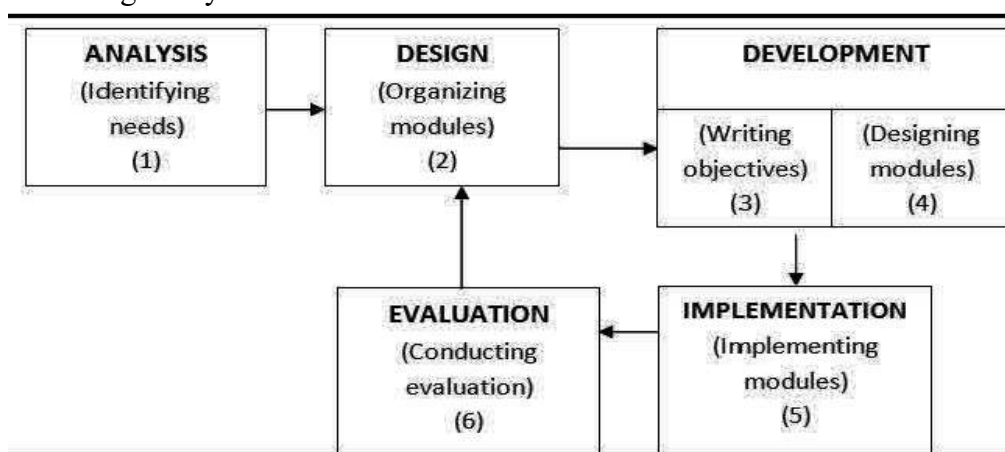 ANALYSIS
(Identifying
needs)
(1)
DESIGN
(Organizing
modules)
(2)
DEVELOPMENT
(Writing
objectives)
(3)
(Designing
modules)
(4)
EVALUATION
(Conducting
evaluation)
(6)
IMPLEMENTATION
(Implementing
modules)
(5)